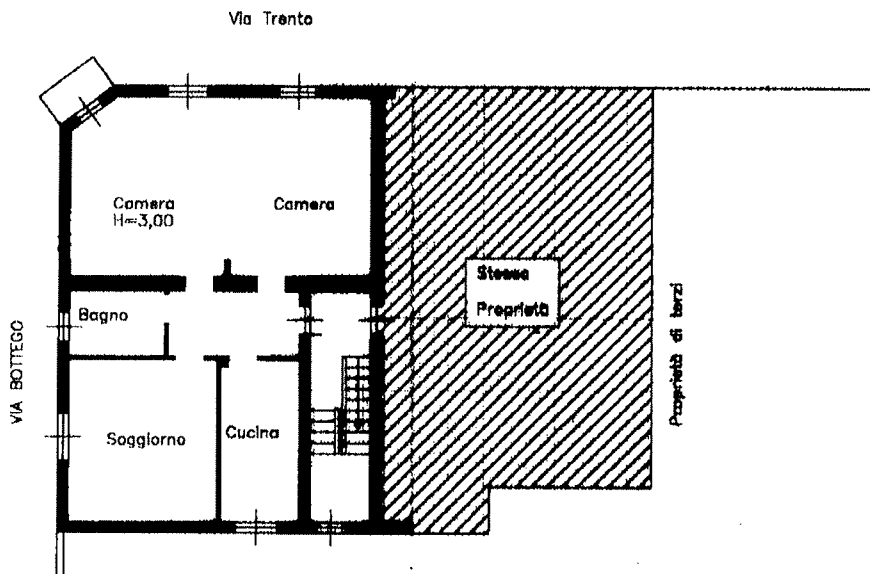 Via Trento
Camera
H=3,00
Camera
Stessa
Proprietà
Bagno
VIA BOTTEGO
Proprietà di terzi
Soggiorno
Cucina